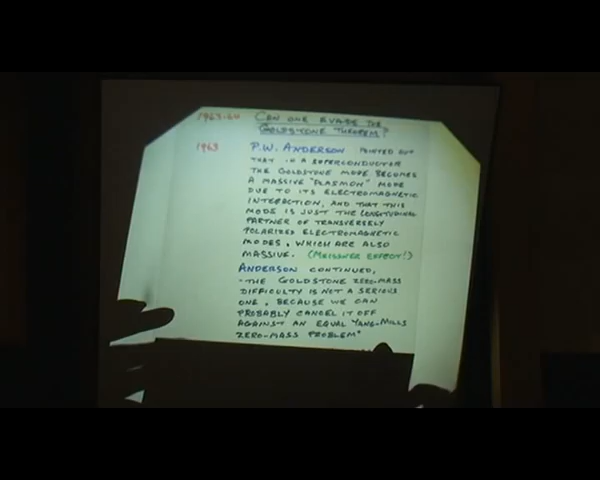 1963-64 CAN ONE EVADE THE
GOLDSTONE THEOREM?
1963 P.W. ANDERSON POINTED OUT
THAT IN A SUPERCONDUCTOR
THE GOLDSTONE MODE BECOMES
A MASSIVE "PLASMON" MODE
DUE TO ITS ELECTROMAGNETIC
INTERACTION, AND THAT THIS
MODE IS JUST THE LONGITUDINAL
PARTNER OF TRANSVERSELY
POLARIZED ELECTROMAGNETIC
MODES, WHICH ARE ALSO
MASSIVE. (MEISSNER EFFECT!)
ANDERSON CONTINUED,
"THE GOLDSTONE ZERO-MASS
DIFFICULTY IS NOT A SERIOUS
ONE, BECAUSE WE CAN
PROBABLY CANCEL IT OFF
AGAINST AN EQUAL YANG-MILLS
ZERO-MASS PROBLEM"